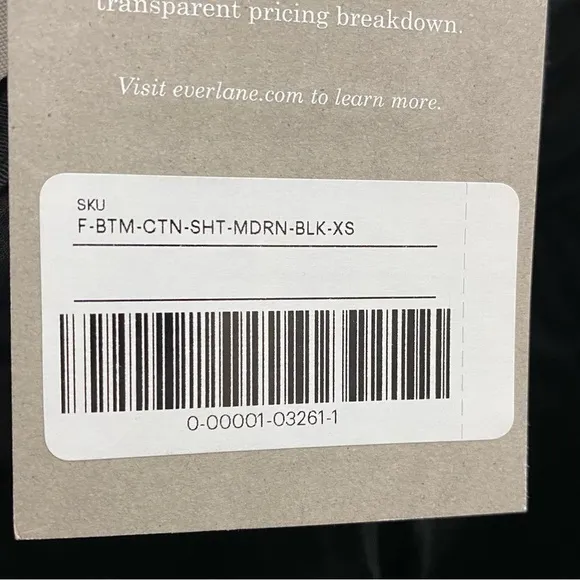 transparent pricing breakdown.
Visit everlane.com to learn more.
SKU
F-BTM-CTN-SHT-MDRN-BLK-XS
0-00001-03261-1